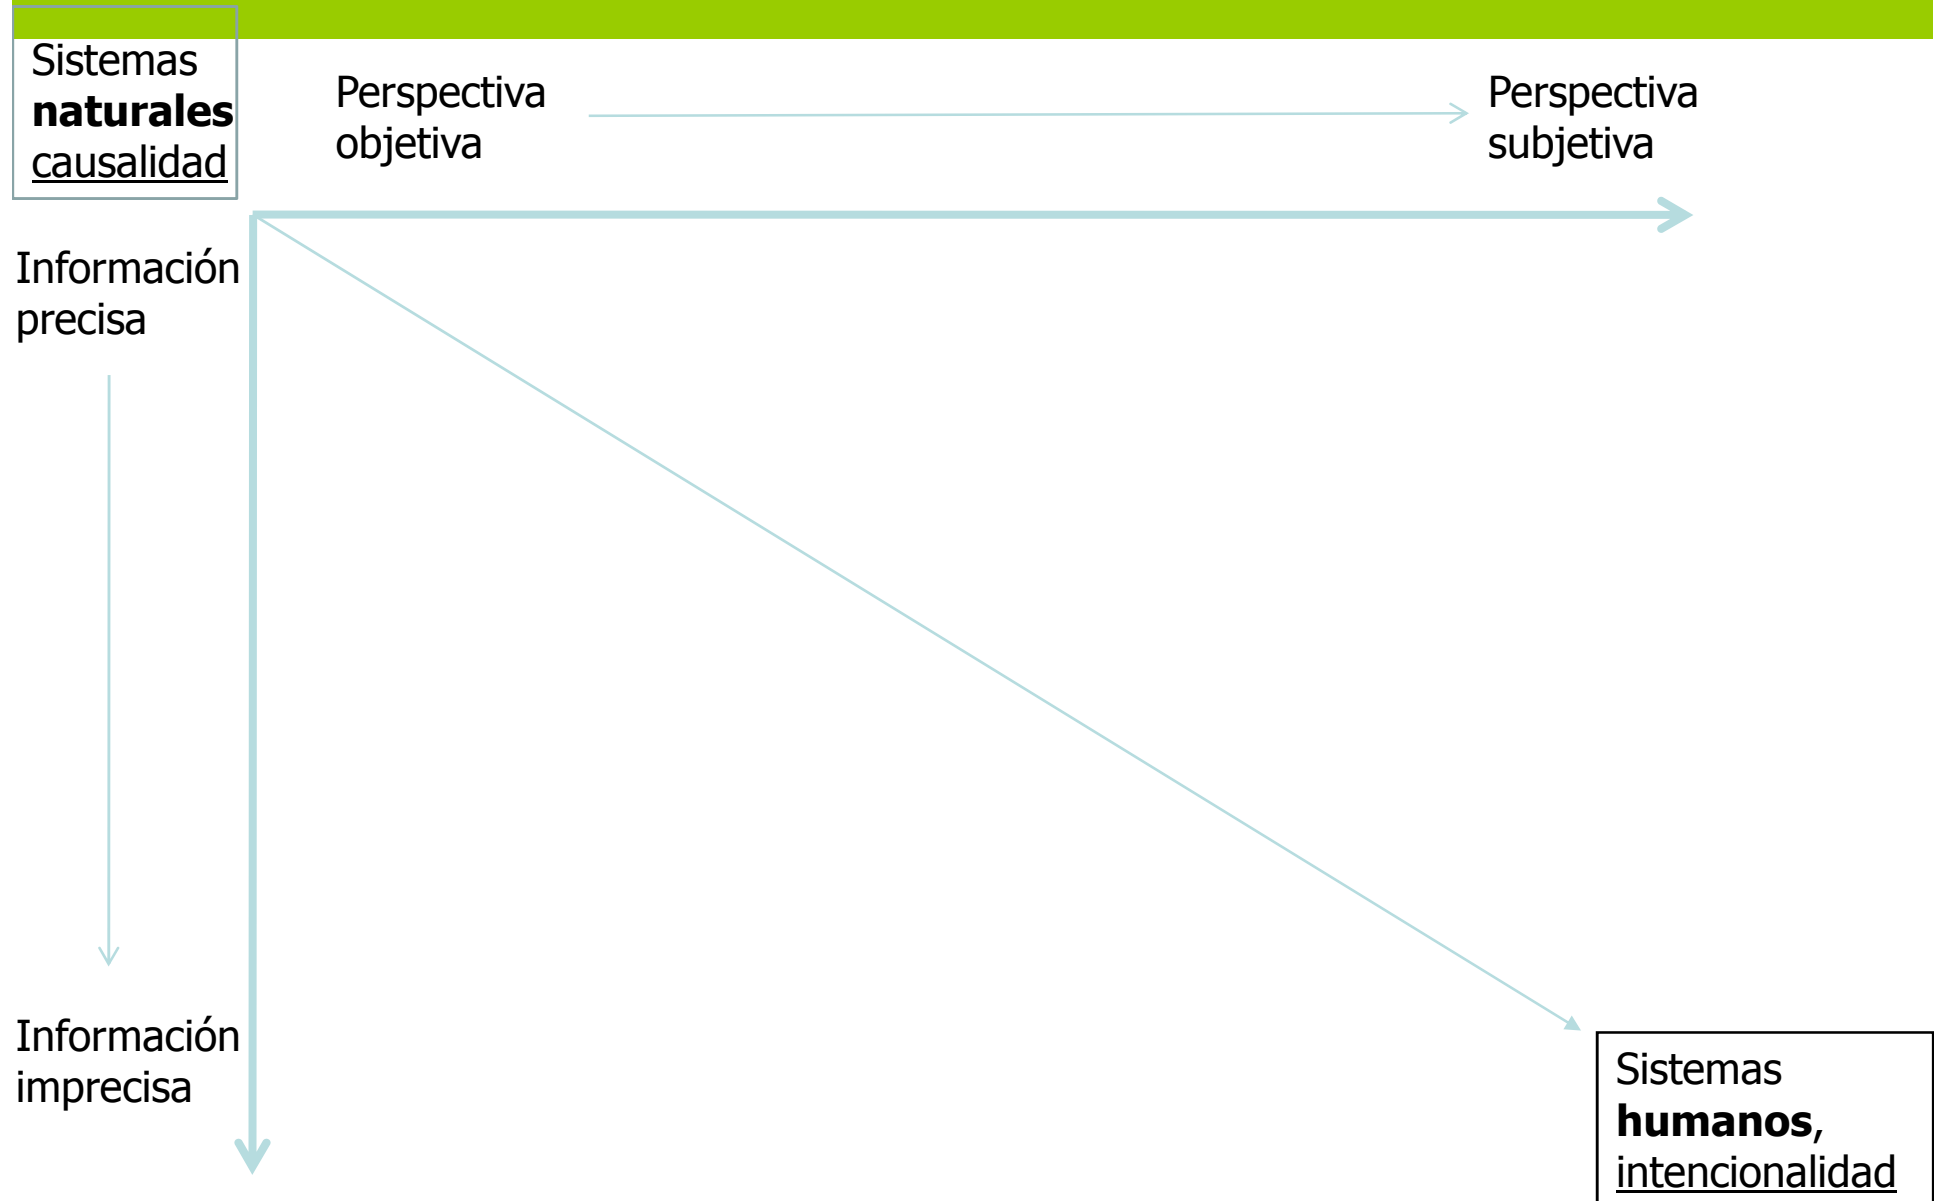 Sistemas
naturales
causalidad
Perspectiva
objetiva
Perspectiva
subjetiva
Información
precisa
Información
imprecisa
Sistemas
humanos,
intencionalidad